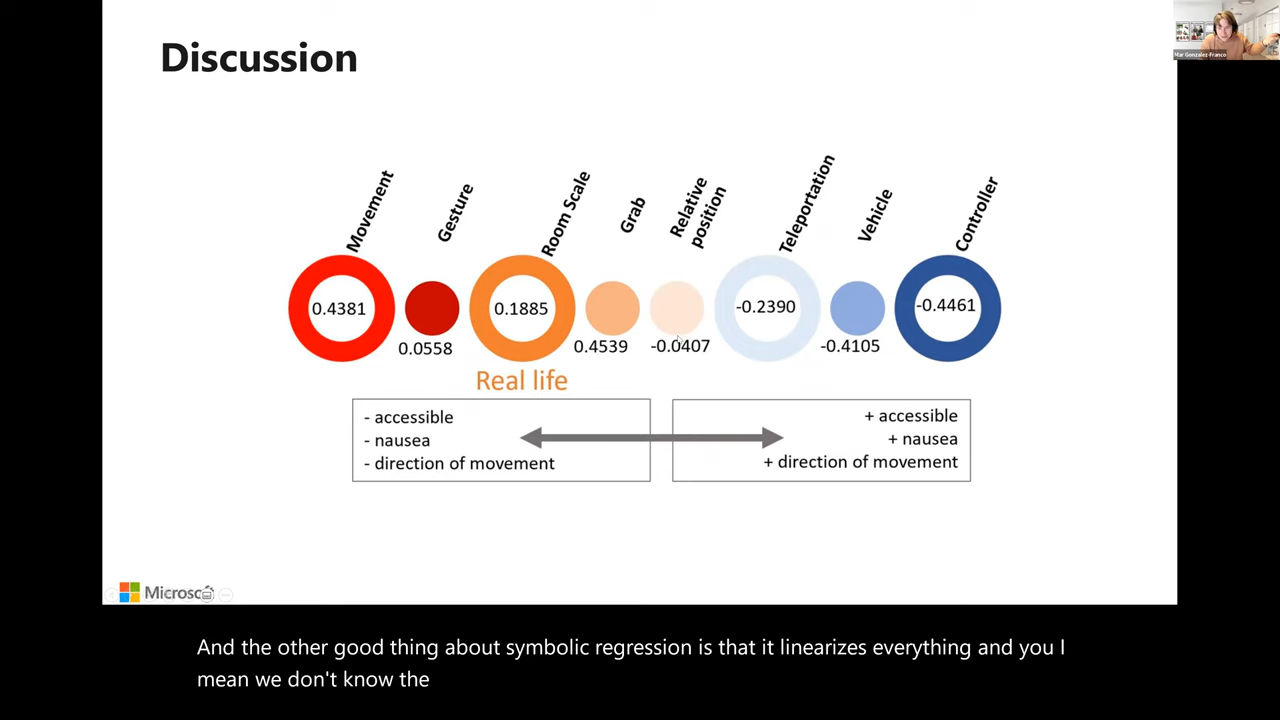 Discussion
Mar Gonzalez-Franco
Movement
Gesture
Room Scale
Grab
Relative
position
Teleportation
Vehicle
Controller
0.4381
0.0558
0.1885
0.4539
-0.0407
-0.2390
-0.4105
-0.4461
Real life
- accessible
- nausea
- direction of movement
+ accessible
+ nausea
+ direction of movement
And the other good thing about symbolic regression is that it linearizes everything and you I
mean we don't know the